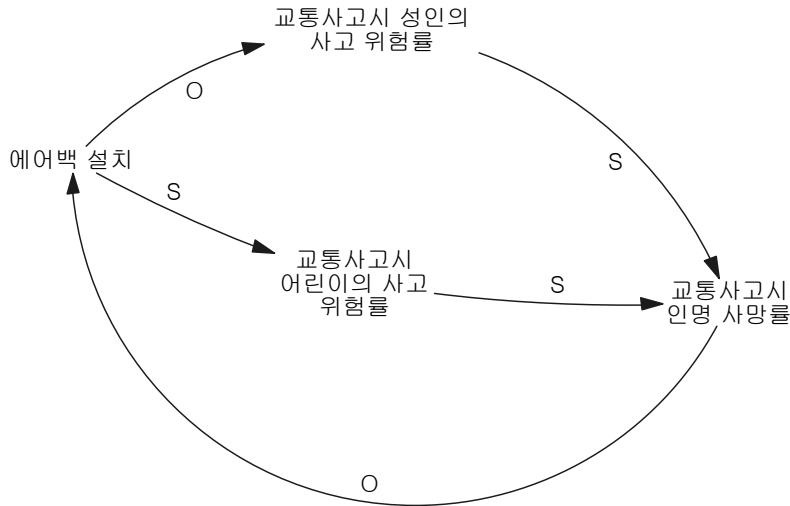 교통사고시 성인의
사고 위험률
O
S
에어백 설치
S
교통사고시
어린이의 사고
위험률
S
교통사고시
인명 사망률
O